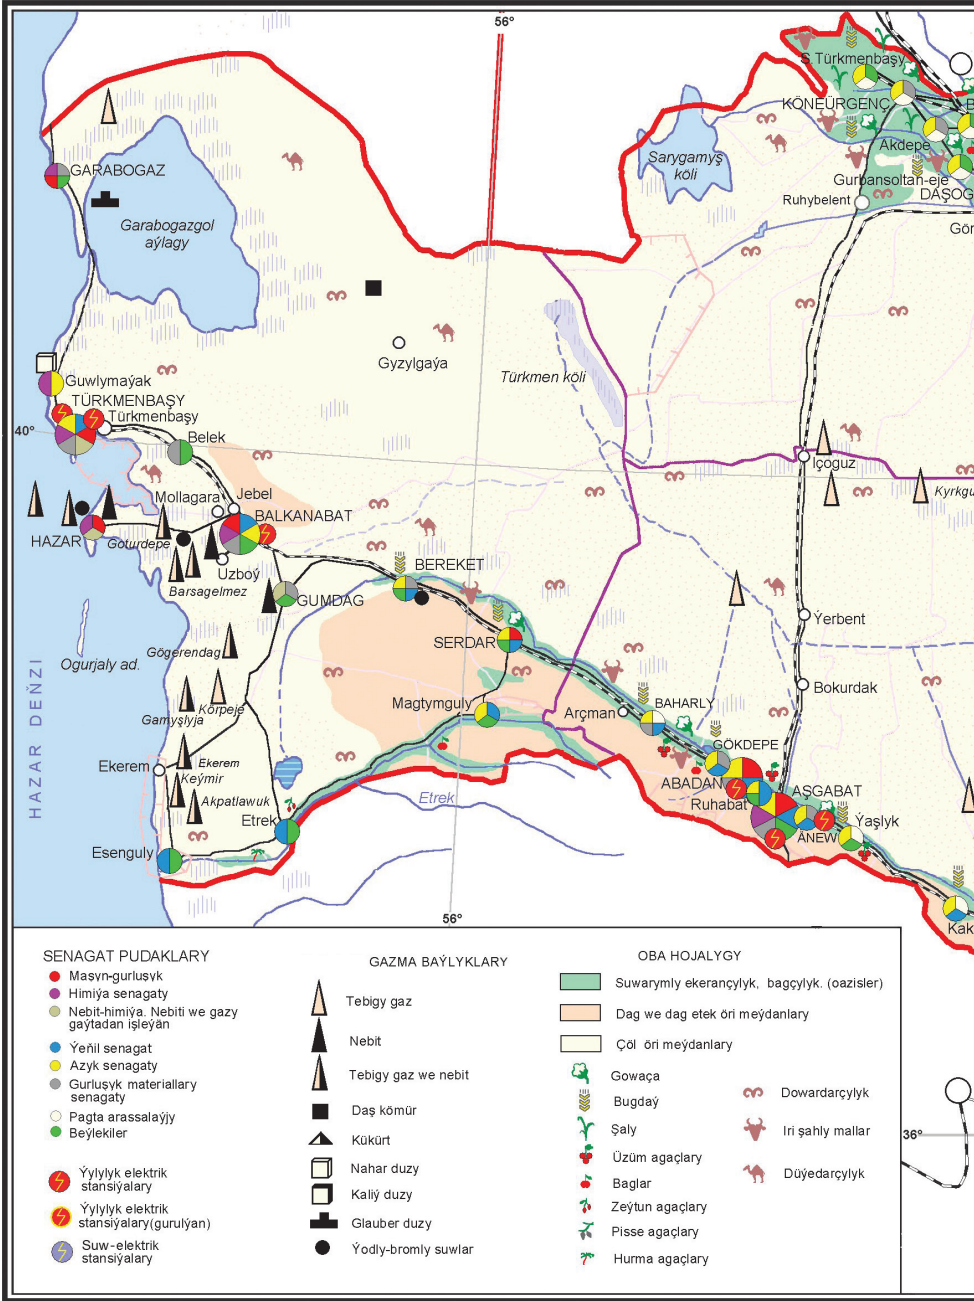 56°
S. Türkmenbaşy
KÖNEÜRGENÇ
Akdepe
Gurbansoltan-eje
DAŞOG
Ruhybelent
Gör
Sarygamyş
köli
GARABOGAZ
Garabogazgol
aýlagy
Gyzylgaýa
Türkmen köli
Guwlymaýak
TÜRKMENBAŞY
Türkmenbaşy
40°
Belek
Içoguz
Kyrkgu
Mollagara
Jebel
BALKANABAT
HAZAR
Goturdepe
Uzboý
Barsagelmez
GUMDAG
BEREKET
Ýerbent
SERDAR
Gögerendag
Ogurjaly ad.
HAZAR DEŇZI
Körpeje
Gamyşlyja
Magtymguly
Arçman
BAHARLY
Bokurdak
GÖKDEPE
Ekerem
Ekerem
Keýmir
Akpatlawuk
ABADAN
Ruhabat
AŞGABAT
ÄNEW
Ýaşlyk
Etrek
Etrek
Esenguly
Kak
56°
SENAGAT PUDAKLARY
Maşyn-gurluşyk
Himiýa senagaty
Nebit-himiýa. Nebiti we gazy
gaýtadan işleýän
Ýeňil senagat
Azyk senagaty
Gurluşyk materiallary
senagaty
Pagta arassalaýjy
Beýlekiler
Ýylylyk elektrik
stansiýalary
Ýylylyk elektrik
stansiýalary(gurulýan)
Suw-elektrik
stansiýalary
GAZMA BAÝLYKLARY
Tebigy gaz
Nebit
Tebigy gaz we nebit
Daş kömür
Kükürt
Nahar duzy
Kaliý duzy
Glauber duzy
Ýodly-bromly suwlar
OBA HOJALYGY
Suwarymly ekerançylyk, bagçylyk. (oazisler)
Dag we dag etek öri meýdanlary
Çöl öri meýdanlary
Gowaça
Bugdaý
Şaly
Üzüm agaçlary
Baglar
Zeýtun agaçlary
Pisse agaçlary
Hurma agaçlary
Dowardarçylyk
Iri şahly mallar
Düýedarçylyk
36°